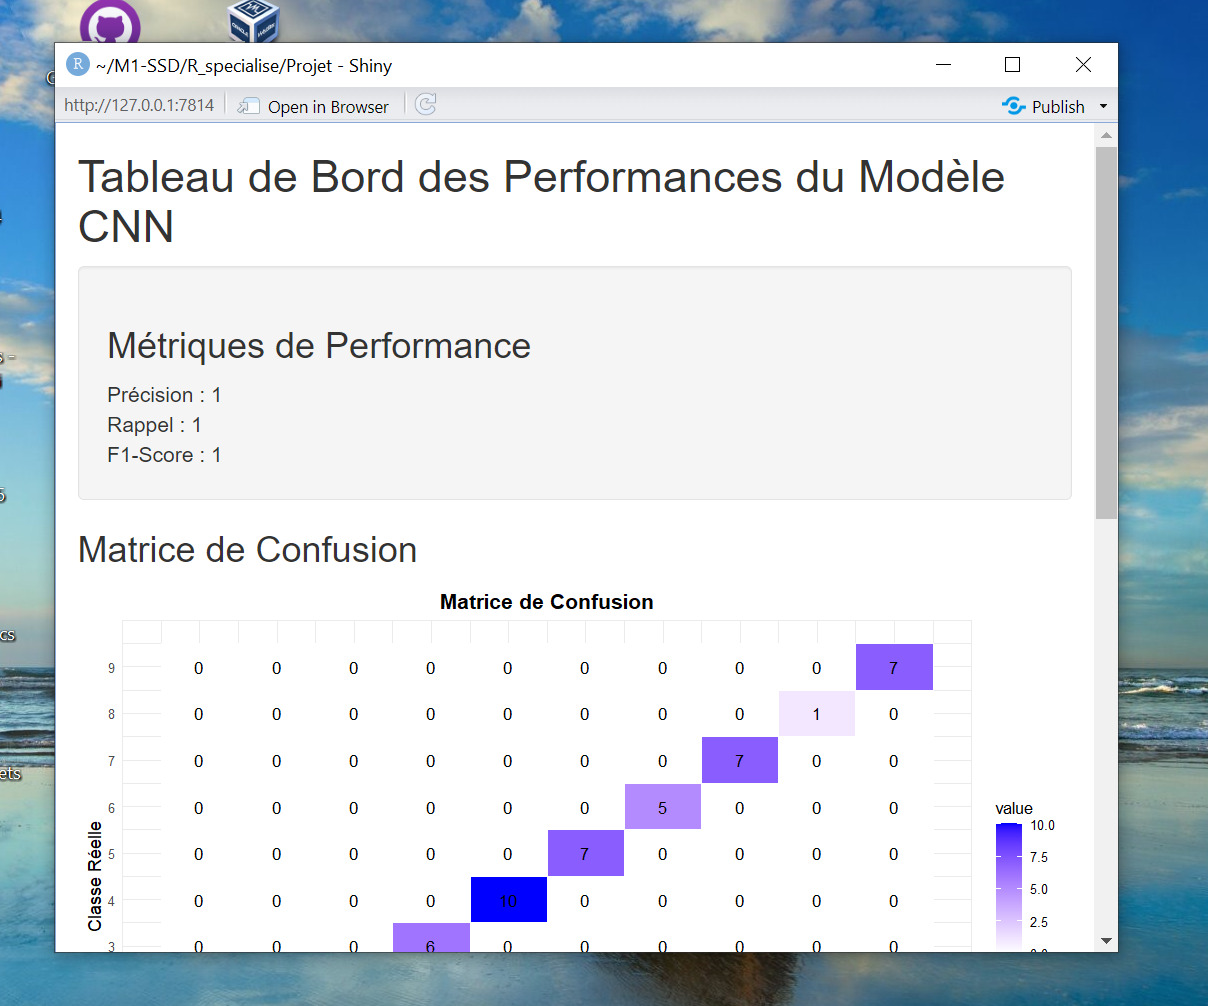 ~/M1-SSD/R_specialise/Projet - Shiny
http://127.0.0.1:7814 Open in Browser Publish
Tableau de Bord des Performances du Modèle
CNN
Métriques de Performance
Précision : 1
Rappel : 1
F1-Score : 1
Matrice de Confusion
Matrice de Confusion
9 0 0 0 0 0 0 0 0 0 7
8 0 0 0 0 0 0 0 0 1 0
7 0 0 0 0 0 0 0 7 0 0
6 0 0 0 0 0 0 5 0 0 0
5 0 0 0 0 0 7 0 0 0 0
4 0 0 0 0 10 0 0 0 0 0
3 0 0 0 6 0 0 0 0 0 0
Classe Réelle
value
10.0
7.5
5.0
2.5
0.0
cs
ets